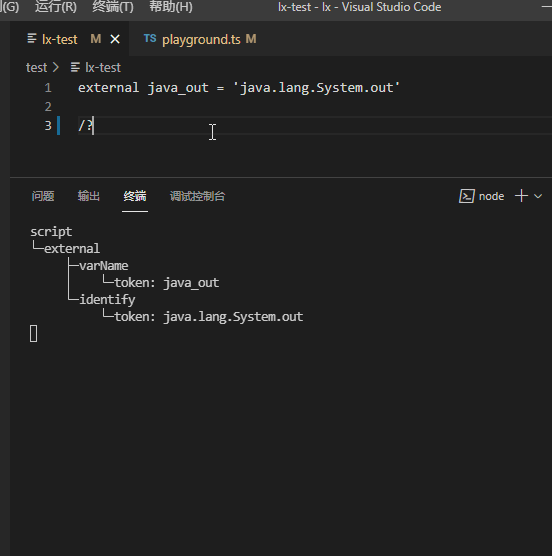 (G) 运行(R) 终端(T) 帮助(H) lx-test - lx - Visual Studio Code
lx-test M TS playground.ts M
test > lx-test
1 external java_out = 'java.lang.System.out'
2
3 /?
问题 输出 终端 调试控制台 node
script
└─external
├─varName
│ └─token: java_out
└─identify
└─token: java.lang.System.out